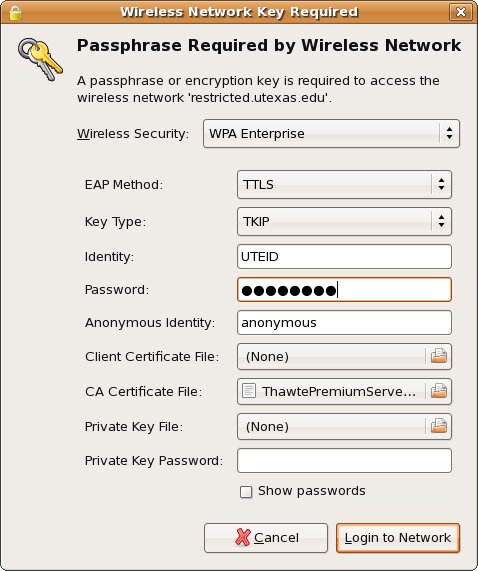 Wireless Network Key Required
Passphrase Required by Wireless Network
A passphrase or encryption key is required to access the
wireless network 'restricted.utexas.edu'.
Wireless Security: WPA Enterprise
EAP Method: TTLS
Key Type: TKIP
Identity: UTEID
Password: ●●●●●●●●
Anonymous Identity: anonymous
Client Certificate File: (None)
CA Certificate File: ThawtePremiumServe...
Private Key File: (None)
Private Key Password:
Show passwords
Cancel Login to Network